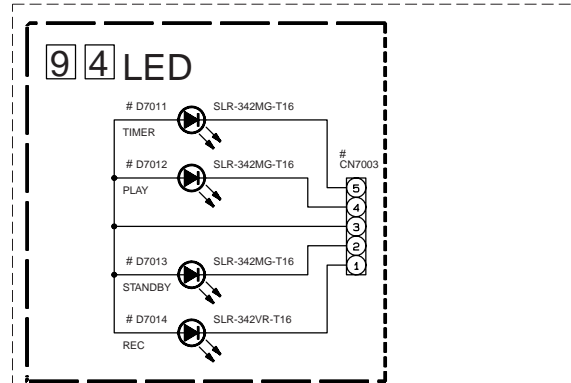 9 4 LED
# D7011 SLR-342MG-T16
TIMER
#
CN7003
# D7012 SLR-342MG-T16
PLAY
5
4
3
2
1
# D7013 SLR-342MG-T16
STANDBY
# D7014 SLR-342VR-T16
REC